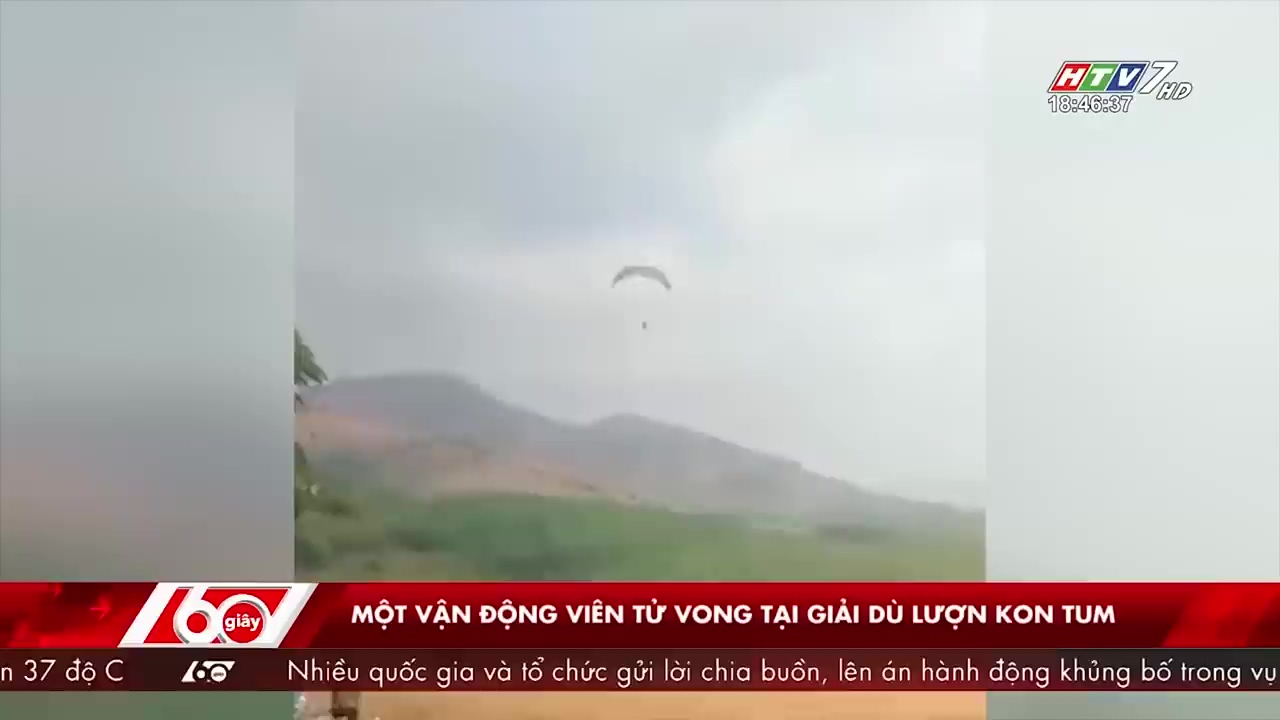 HTV7 HD
18:46:37
60 giây
MỘT VẬN ĐỘNG VIÊN TỬ VONG TẠI GIẢI DÙ LƯỢN KON TUM
n 37 độ C 60 Nhiều quốc gia và tổ chức gửi lời chia buồn, lên án hành động khủng bố trong vụ